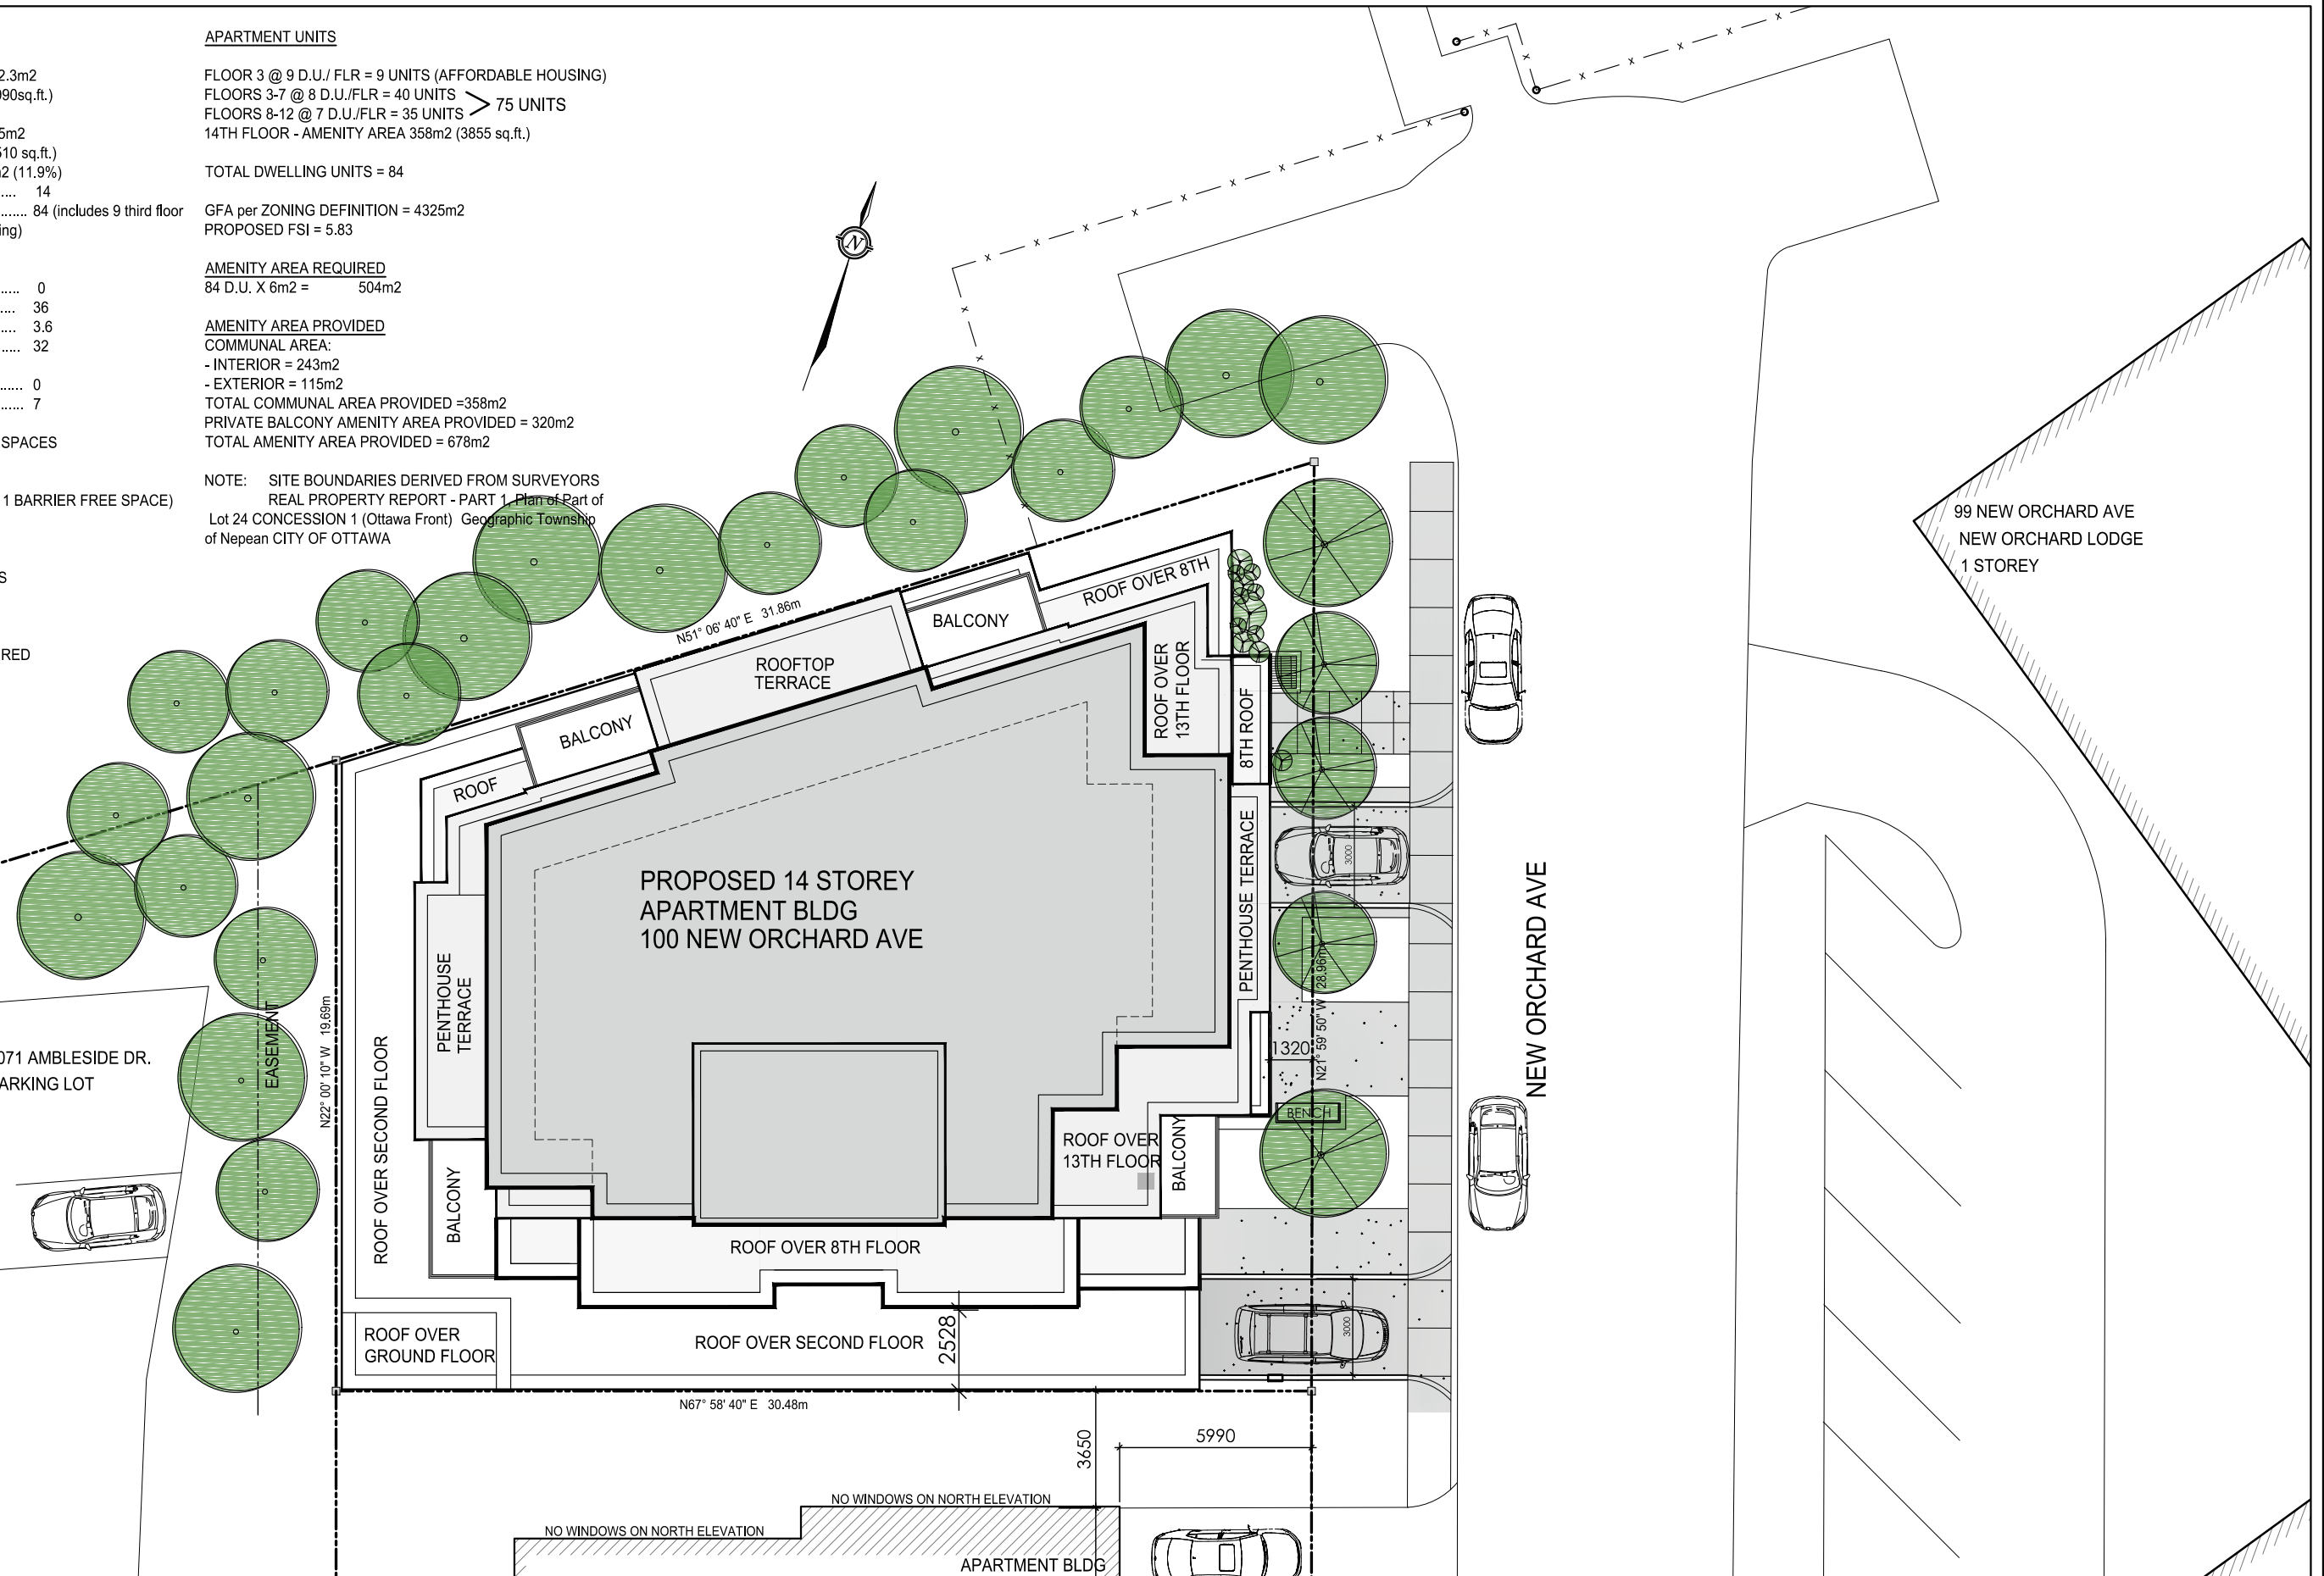 2.3m2
990sq.ft.)
5m2
510 sq.ft.)
m2 (11.9%)
.... 14
........ 84 (includes 9 third floor
ing)
..... 0
.... 36
.... 3.6
...... 32
....... 0
........ 7
SPACES
1 BARRIER FREE SPACE)
S
RED
APARTMENT UNITS
FLOOR 3 @ 9 D.U./ FLR = 9 UNITS (AFFORDABLE HOUSING)
FLOORS 3-7 @ 8 D.U./FLR = 40 UNITS
FLOORS 8-12 @ 7 D.U./FLR = 35 UNITS
> 75 UNITS
14TH FLOOR - AMENITY AREA 358m2 (3855 sq.ft.)
TOTAL DWELLING UNITS = 84
GFA per ZONING DEFINITION = 4325m2
PROPOSED FSI = 5.83
AMENITY AREA REQUIRED
84 D.U. X 6m2 = 504m2
AMENITY AREA PROVIDED
COMMUNAL AREA:
- INTERIOR = 243m2
- EXTERIOR = 115m2
TOTAL COMMUNAL AREA PROVIDED =358m2
PRIVATE BALCONY AMENITY AREA PROVIDED = 320m2
TOTAL AMENITY AREA PROVIDED = 678m2
NOTE: SITE BOUNDARIES DERIVED FROM SURVEYORS
REAL PROPERTY REPORT - PART 1, Plan of Part of
Lot 24 CONCESSION 1 (Ottawa Front) Geographic Township
of Nepean CITY OF OTTAWA
N
99 NEW ORCHARD AVE
NEW ORCHARD LODGE
1 STOREY
N51° 06' 40" E 31.86m
BALCONY
ROOF OVER 8TH
ROOFTOP
TERRACE
ROOF OVER
13TH FLOOR
8TH ROOF
BALCONY
ROOF
PROPOSED 14 STOREY
APARTMENT BLDG
100 NEW ORCHARD AVE
PENTHOUSE TERRACE
3000
N21° 59' 50" W 28.96m
NEW ORCHARD AVE
PENTHOUSE
TERRACE
N22° 00' 10" W 19.69m
EASEMENT
071 AMBLESIDE DR.
ARKING LOT
ROOF OVER SECOND FLOOR
1320
BENCH
ROOF OVER
13TH FLOOR
BALCONY
BALCONY
ROOF OVER 8TH FLOOR
ROOF OVER
GROUND FLOOR
ROOF OVER SECOND FLOOR
2528
3000
N67° 58' 40" E 30.48m
3650
5990
NO WINDOWS ON NORTH ELEVATION
NO WINDOWS ON NORTH ELEVATION
APARTMENT BLDG